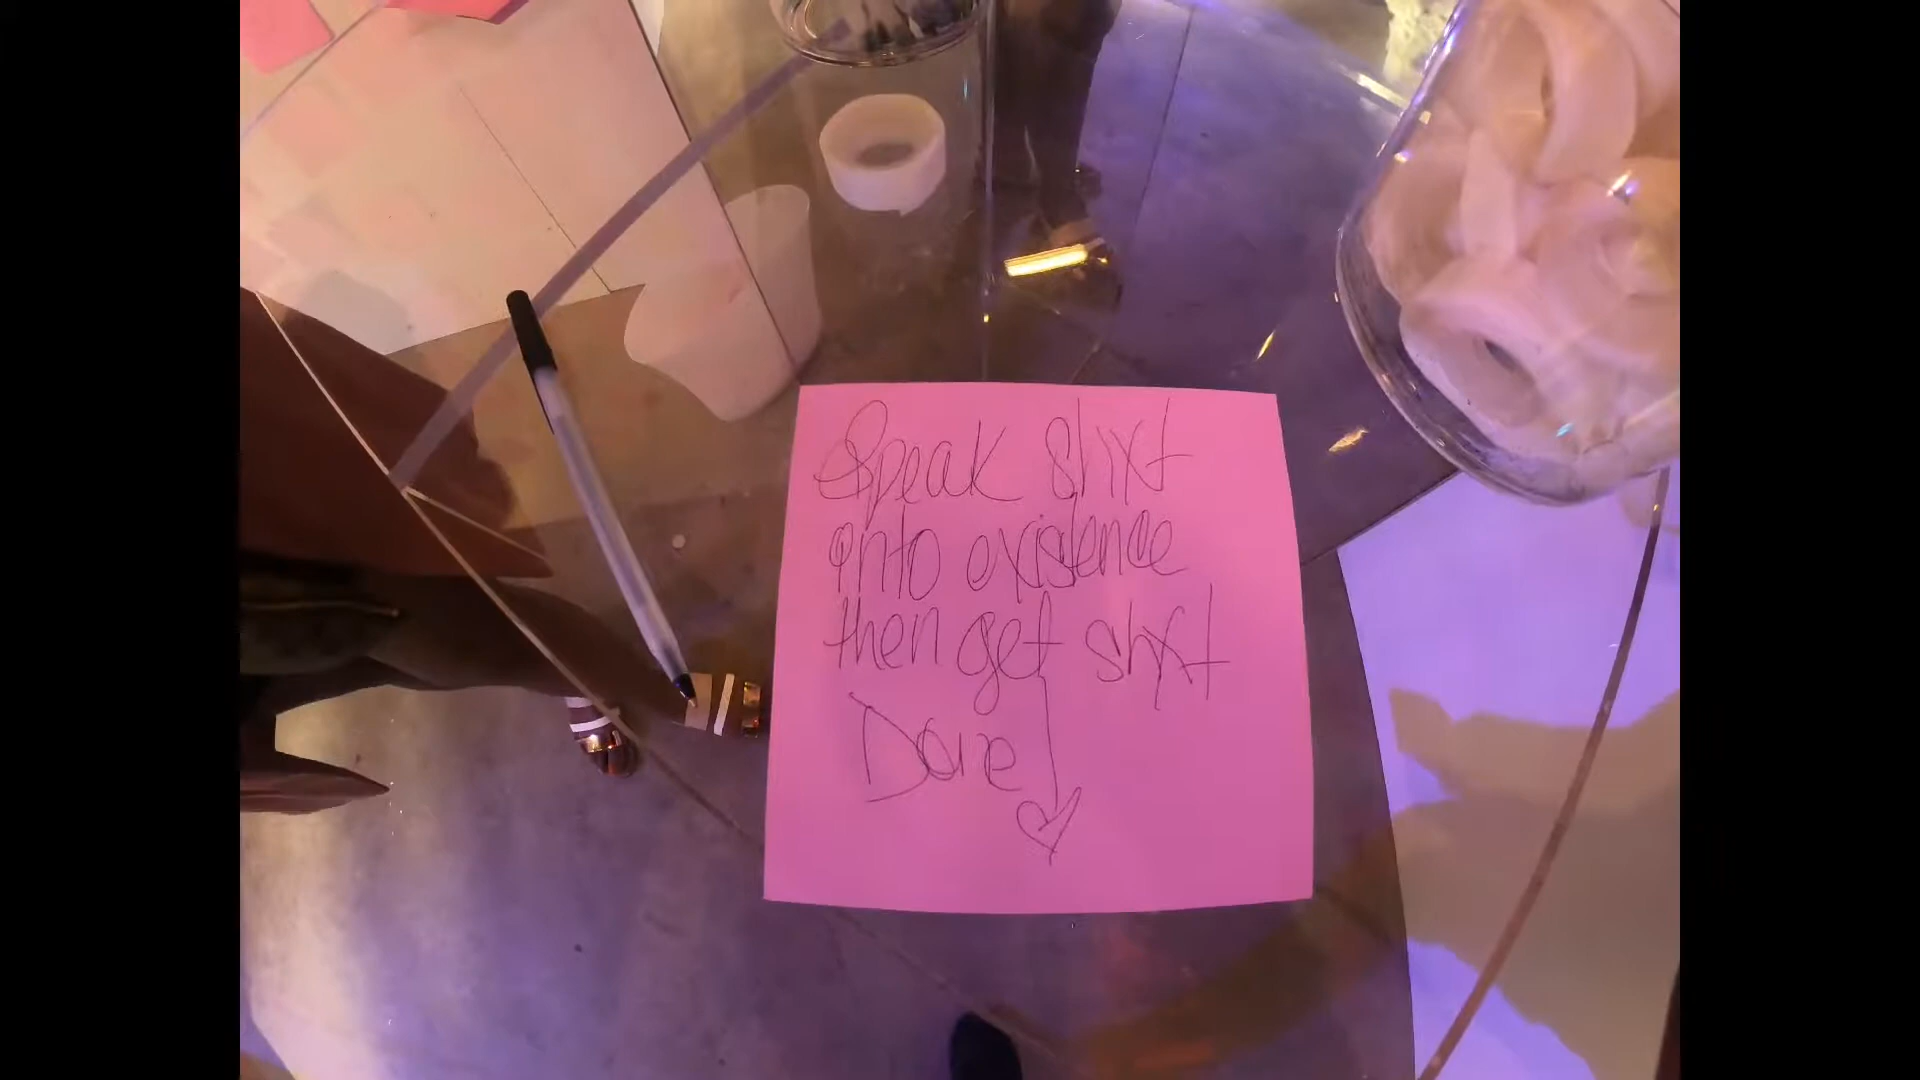 Speak shxt
into existence
then get shxt
Done